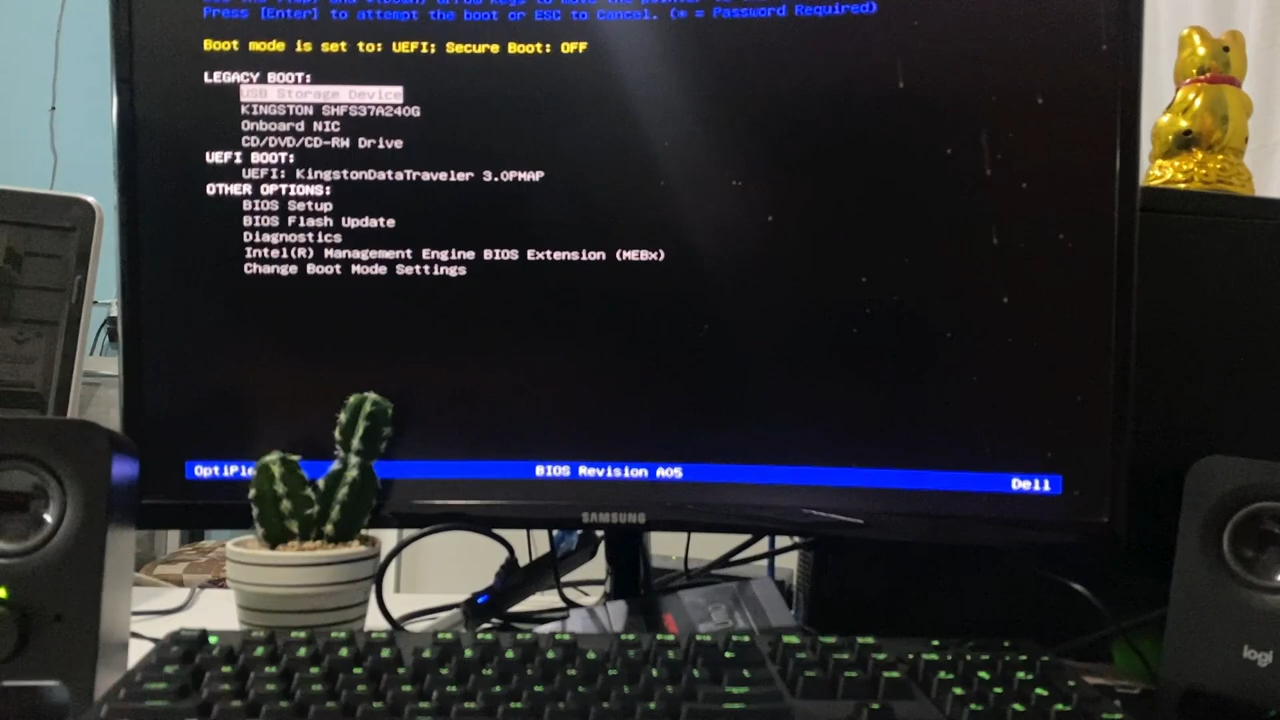 Press [Enter] to attempt the boot or ESC to Cancel. (* = Password Required)
Boot mode is set to: UEFI; Secure Boot: OFF
LEGACY BOOT:
USB Storage Device
KINGSTON SHFS37A240G
Onboard NIC
CD/DVD/CD-RW Drive
UEFI BOOT:
UEFI: KingstonDataTraveler 3.0PMAP
OTHER OPTIONS:
BIOS Setup
BIOS Flash Update
Diagnostics
Intel(R) Management Engine BIOS Extension (MEBx)
Change Boot Mode Settings
OptiPle BIOS Revision A05 Dell
SAMSUNG
logi